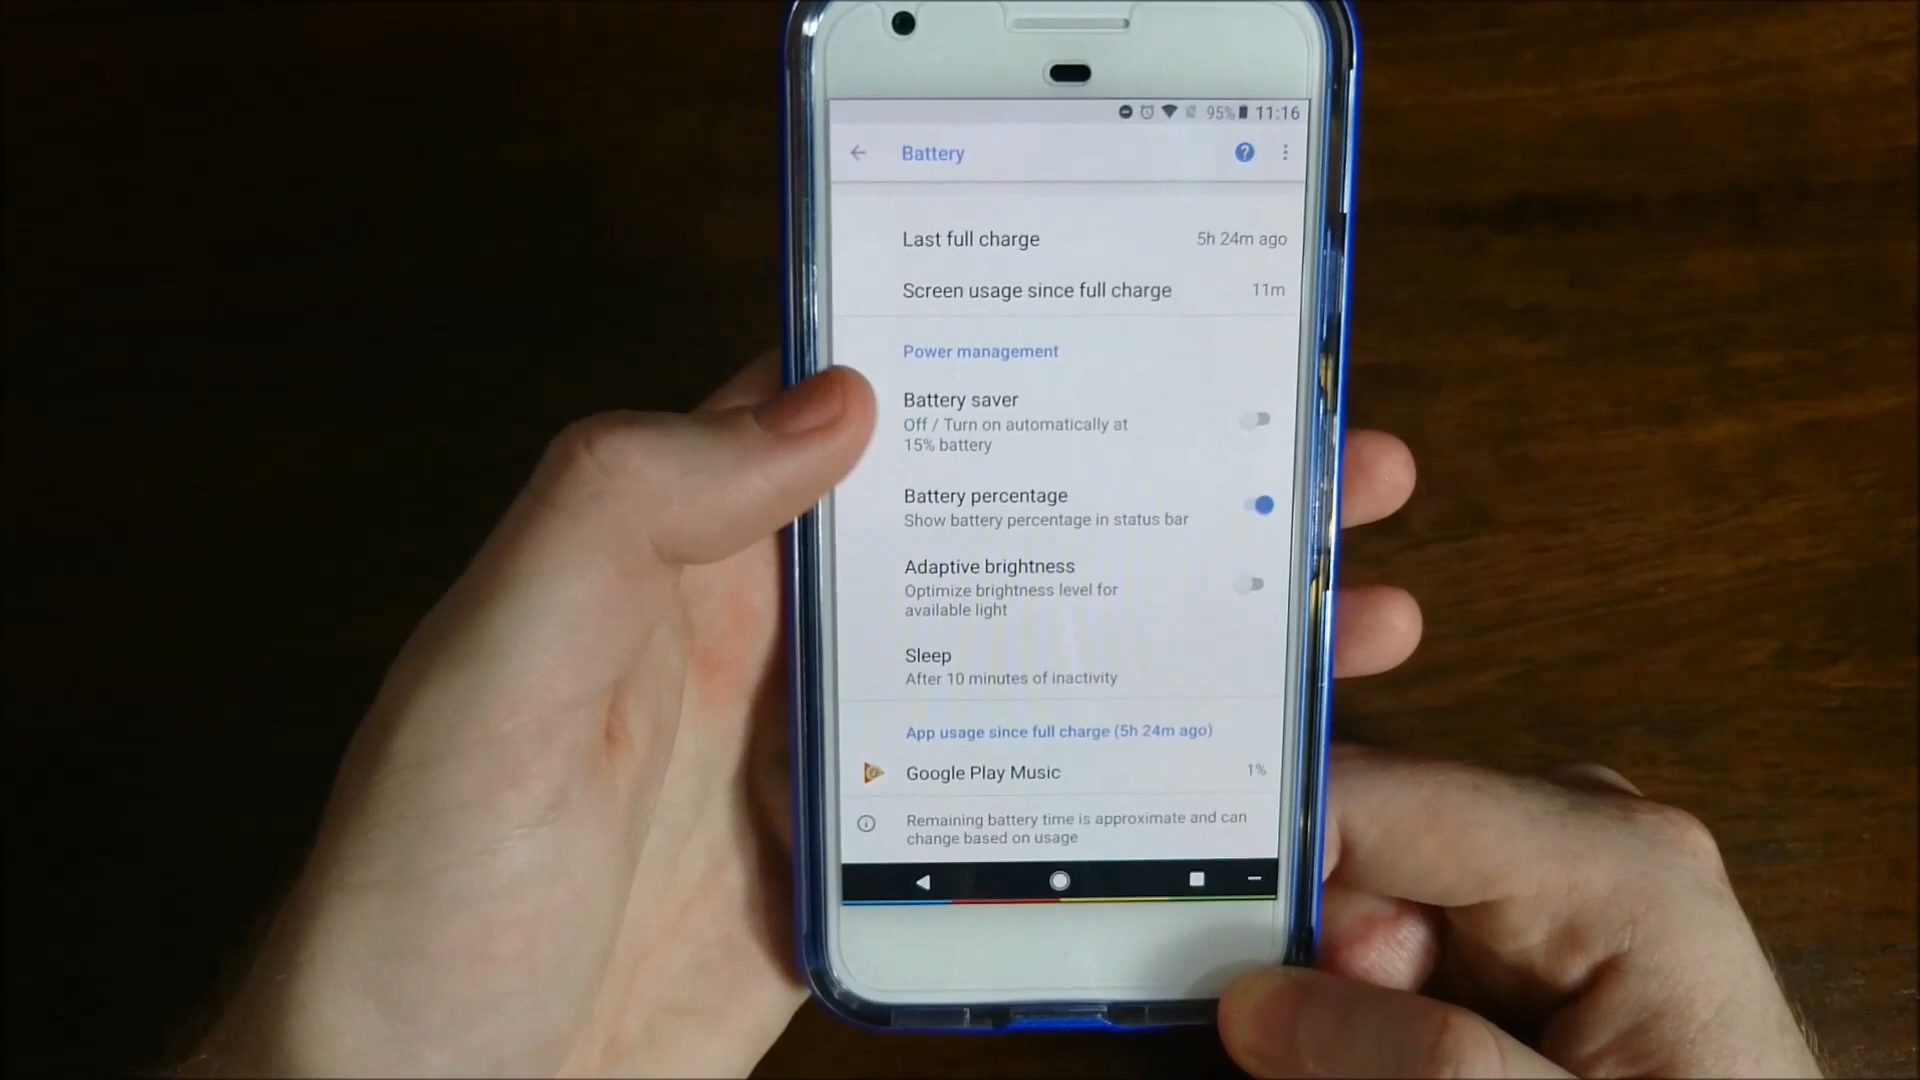 95% 11:16
Battery
Last full charge 5h 24m ago
Screen usage since full charge 11m
Power management
Battery saver
Off / Turn on automatically at
15% battery
Battery percentage
Show battery percentage in status bar
Adaptive brightness
Optimize brightness level for
available light
Sleep
After 10 minutes of inactivity
App usage since full charge (5h 24m ago)
Google Play Music 1%
Remaining battery time is approximate and can
change based on usage